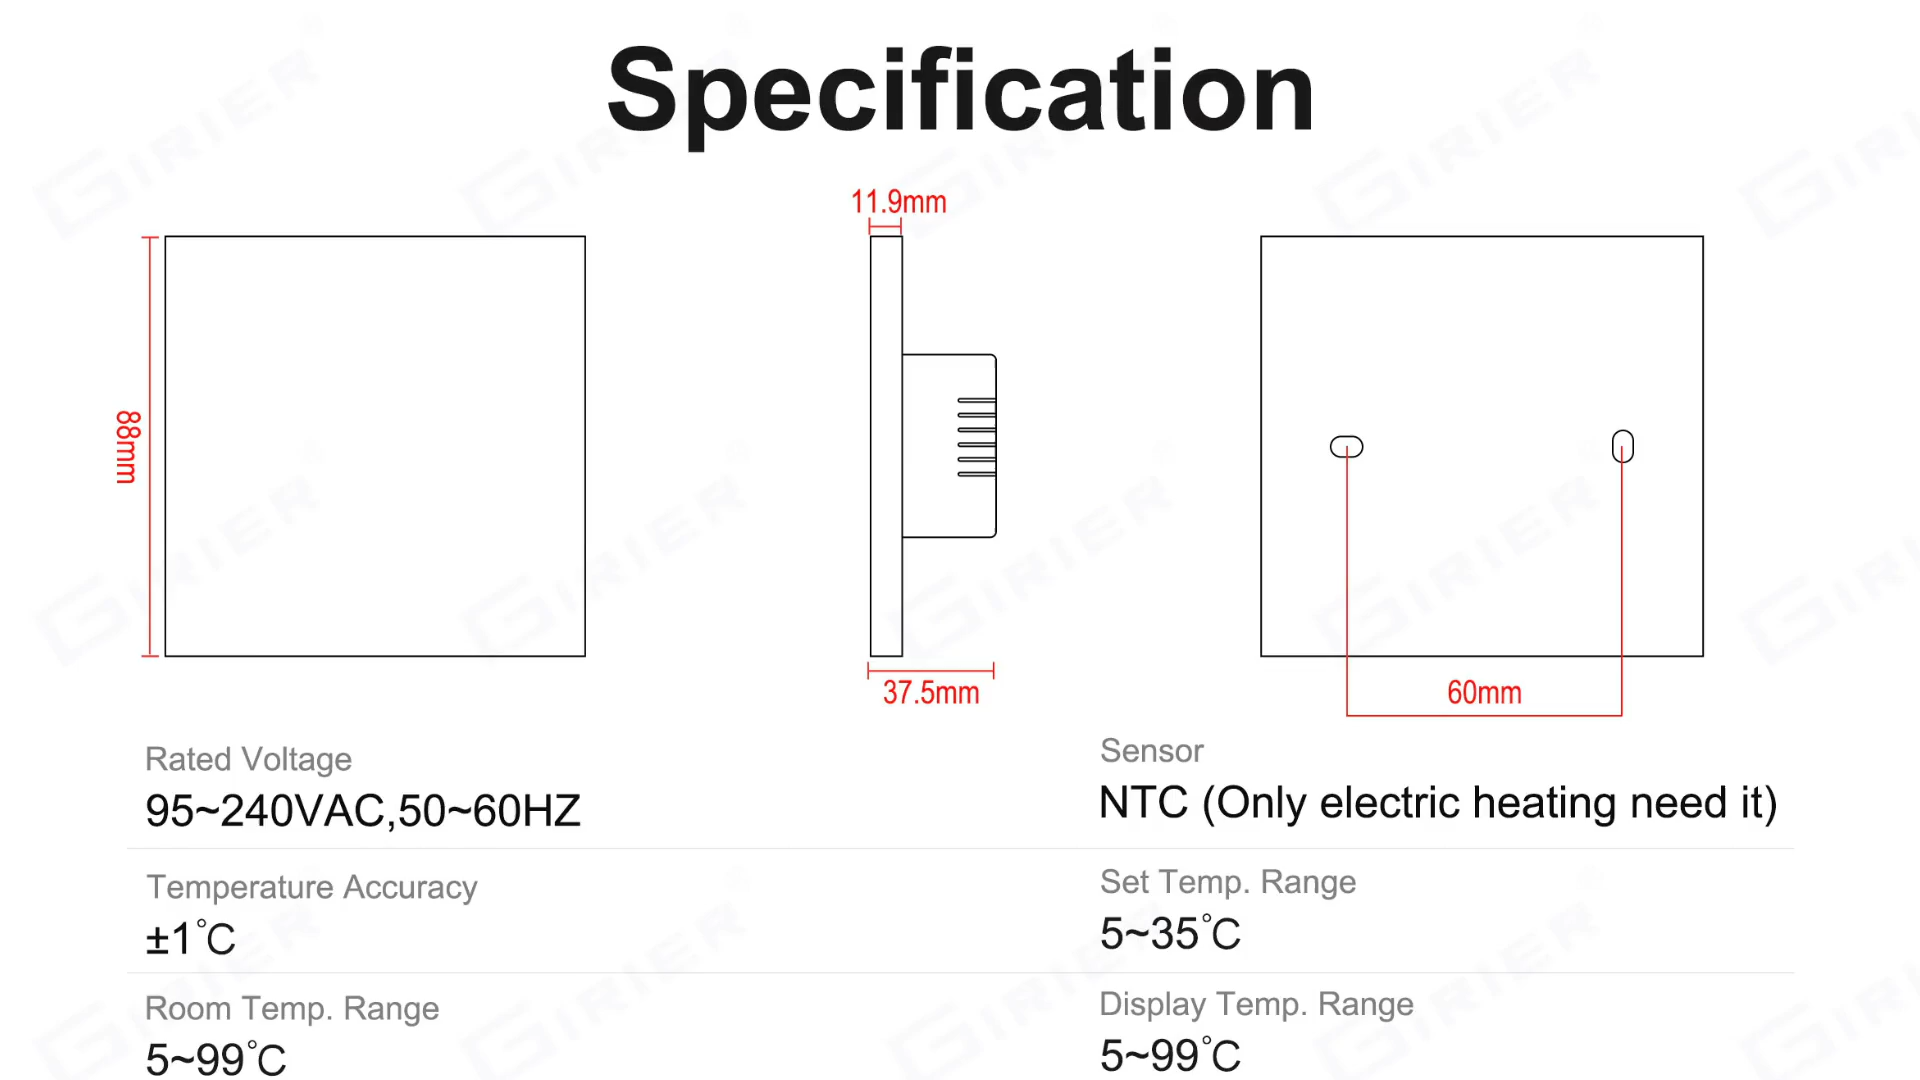 Specification
11.9mm
88mm
37.5mm
60mm
Rated Voltage
95~240VAC,50~60HZ
Sensor
NTC (Only electric heating need it)
Temperature Accuracy
±1℃
Set Temp. Range
5~35℃
Room Temp. Range
5~99℃
Display Temp. Range
5~99℃
GIRIER®